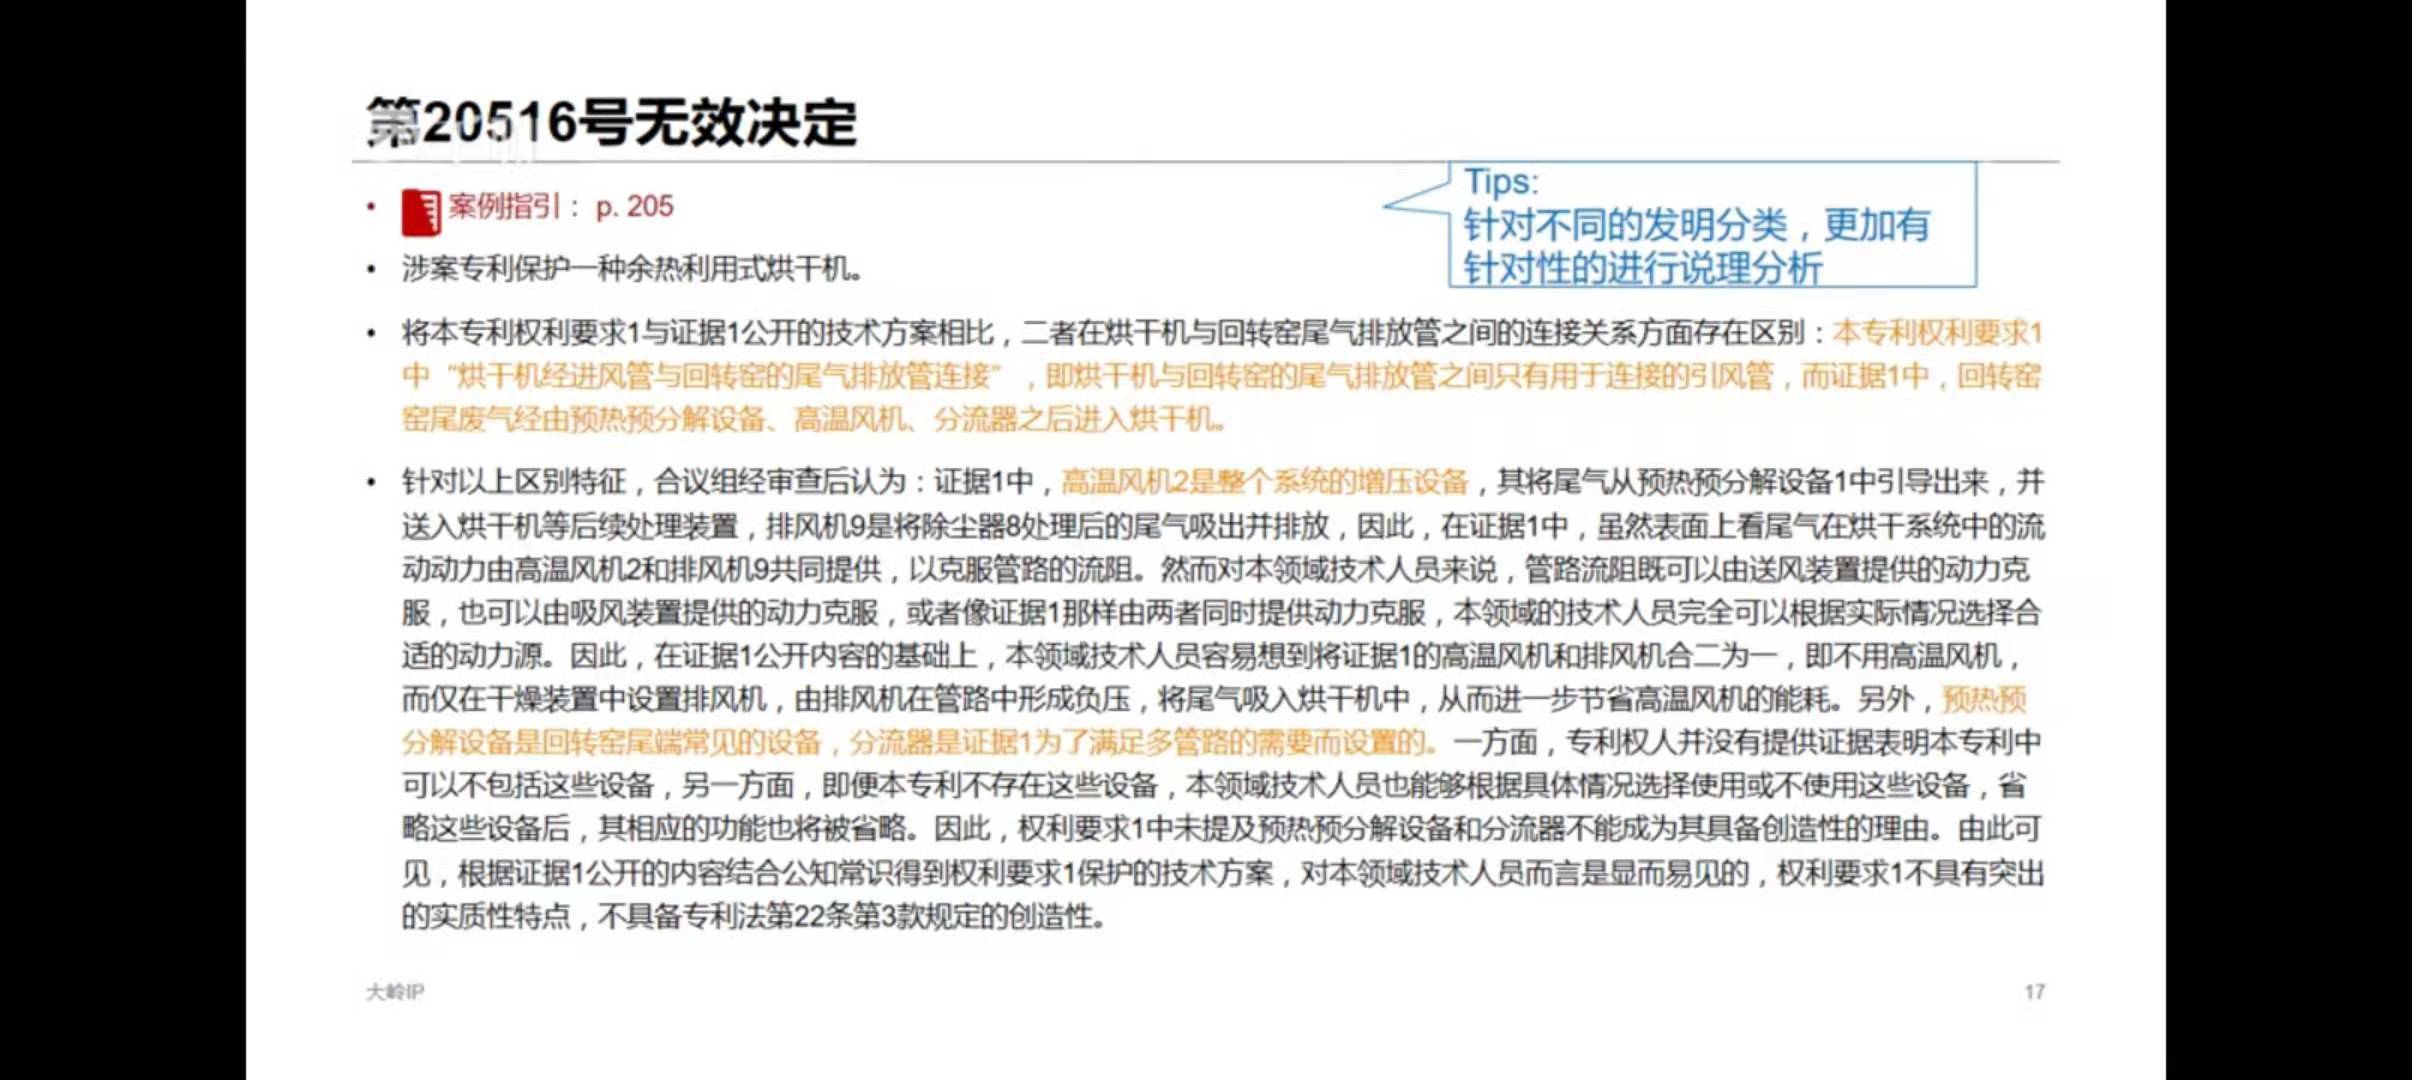 第20516号无效决定
Tips:
针对不同的发明分类，更加有
针对性的进行说理分析
• 案例指引： p. 205
• 涉案专利保护一种余热利用式烘干机。
• 将本专利权利要求1与证据1公开的技术方案相比，二者在烘干机与回转窑尾气排放管之间的连接关系方面存在区别：本专利权利要求1
中“烘干机经进风管与回转窑的尾气排放管连接”，即烘干机与回转窑的尾气排放管之间只有用于连接的引风管，而证据1中，回转窑
窑尾废气经由预热预分解设备、高温风机、分流器之后进入烘干机。
• 针对以上区别特征，合议组经审查后认为：证据1中，高温风机2是整个系统的增压设备，其将尾气从预热预分解设备1中引导出来，并
送入烘干机等后续处理装置，排风机9是将除尘器8处理后的尾气吸出并排放，因此，在证据1中，虽然表面上看尾气在烘干系统中的流
动动力由高温风机2和排风机9共同提供，以克服管路的流阻。然而对本领域技术人员来说，管路流阻既可以由送风装置提供的动力克
服，也可以由吸风装置提供的动力克服，或者像证据1那样由两者同时提供动力克服，本领域的技术人员完全可以根据实际情况选择合
适的动力源。因此，在证据1公开内容的基础上，本领域技术人员容易想到将证据1的高温风机和排风机合二为一，即不用高温风机，
而仅在干燥装置中设置排风机，由排风机在管路中形成负压，将尾气吸入烘干机中，从而进一步节省高温风机的能耗。另外，预热预
分解设备是回转窑尾端常见的设备，分流器是证据1为了满足多管路的需要而设置的。一方面，专利权人并没有提供证据表明本专利中
可以不包括这些设备，另一方面，即便本专利不存在这些设备，本领域技术人员也能够根据具体情况选择使用或不使用这些设备，省
略这些设备后，其相应的功能也将被省略。因此，权利要求1中未提及预热预分解设备和分流器不能成为其具备创造性的理由。由此可
见，根据证据1公开的内容结合公知常识得到权利要求1保护的技术方案，对本领域技术人员而言是显而易见的，权利要求1不具有突出
的实质性特点，不具备专利法第22条第3款规定的创造性。
大岭IP
17